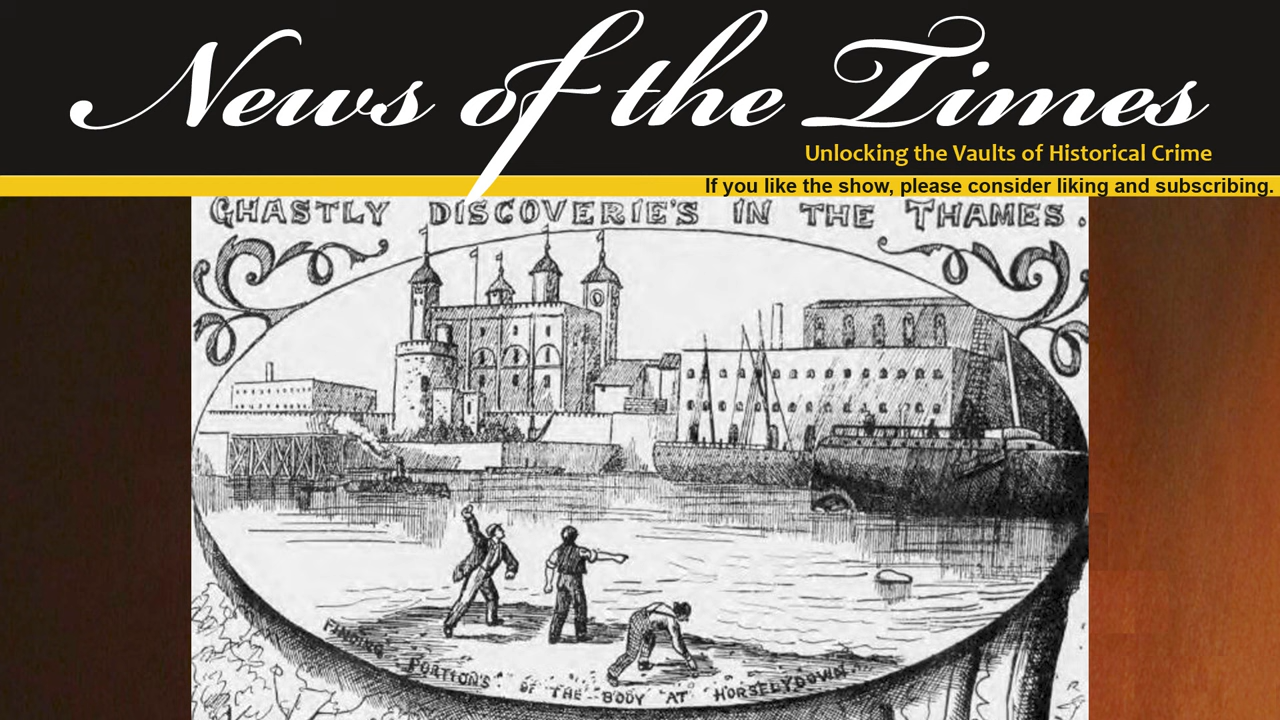 News of the Times
Unlocking the Vaults of Historical Crime
If you like the show, please consider liking and subscribing.
GHASTLY DISCOVERIE'S IN THE THAMES.
FINDING PORTIONS OF THE BODY AT HORSELYDOWN